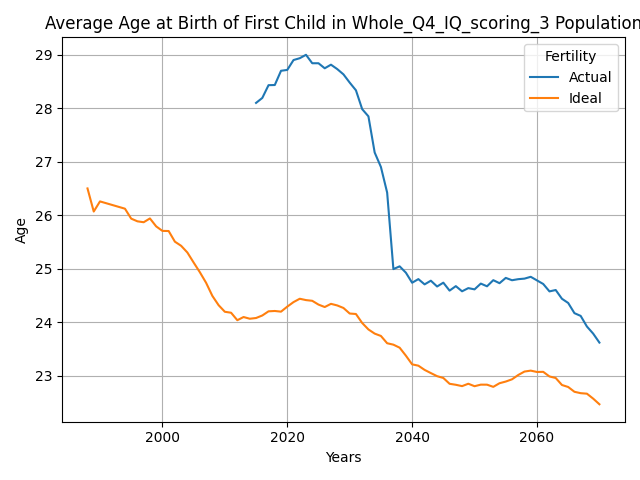 Average Age at Birth of First Child in Whole_Q4_IQ_scoring_3 Population
Fertility
Actual
Ideal
29
28
27
26
25
24
23
Age
2000
2020
2040
2060
Years